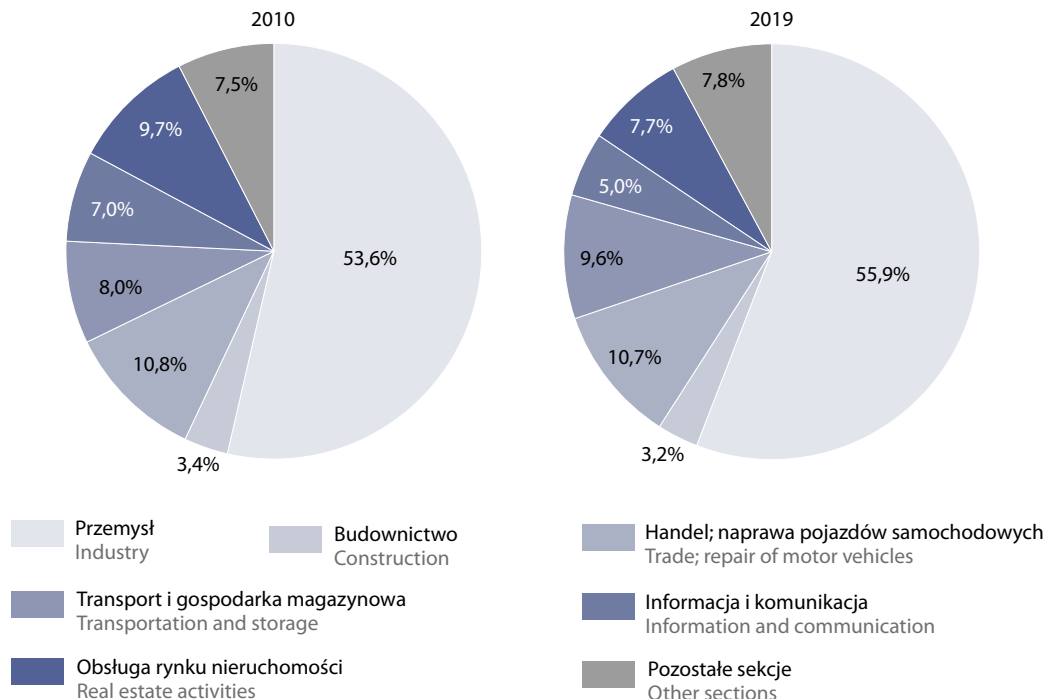 2010
7,5%
9,7%
7,0%
53,6%
8,0%
10,8%
3,4%
2019
7,8%
7,7%
5,0%
9,6%
55,9%
10,7%
3,2%
Przemysł
Industry
Budownictwo
Construction
Handel; naprawa pojazdów samochodowych
Trade; repair of motor vehicles
Transport i gospodarka magazynowa
Transportation and storage
Informacja i komunikacja
Information and communication
Obsługa rynku nieruchomości
Real estate activities
Pozostałe sekcje
Other sections